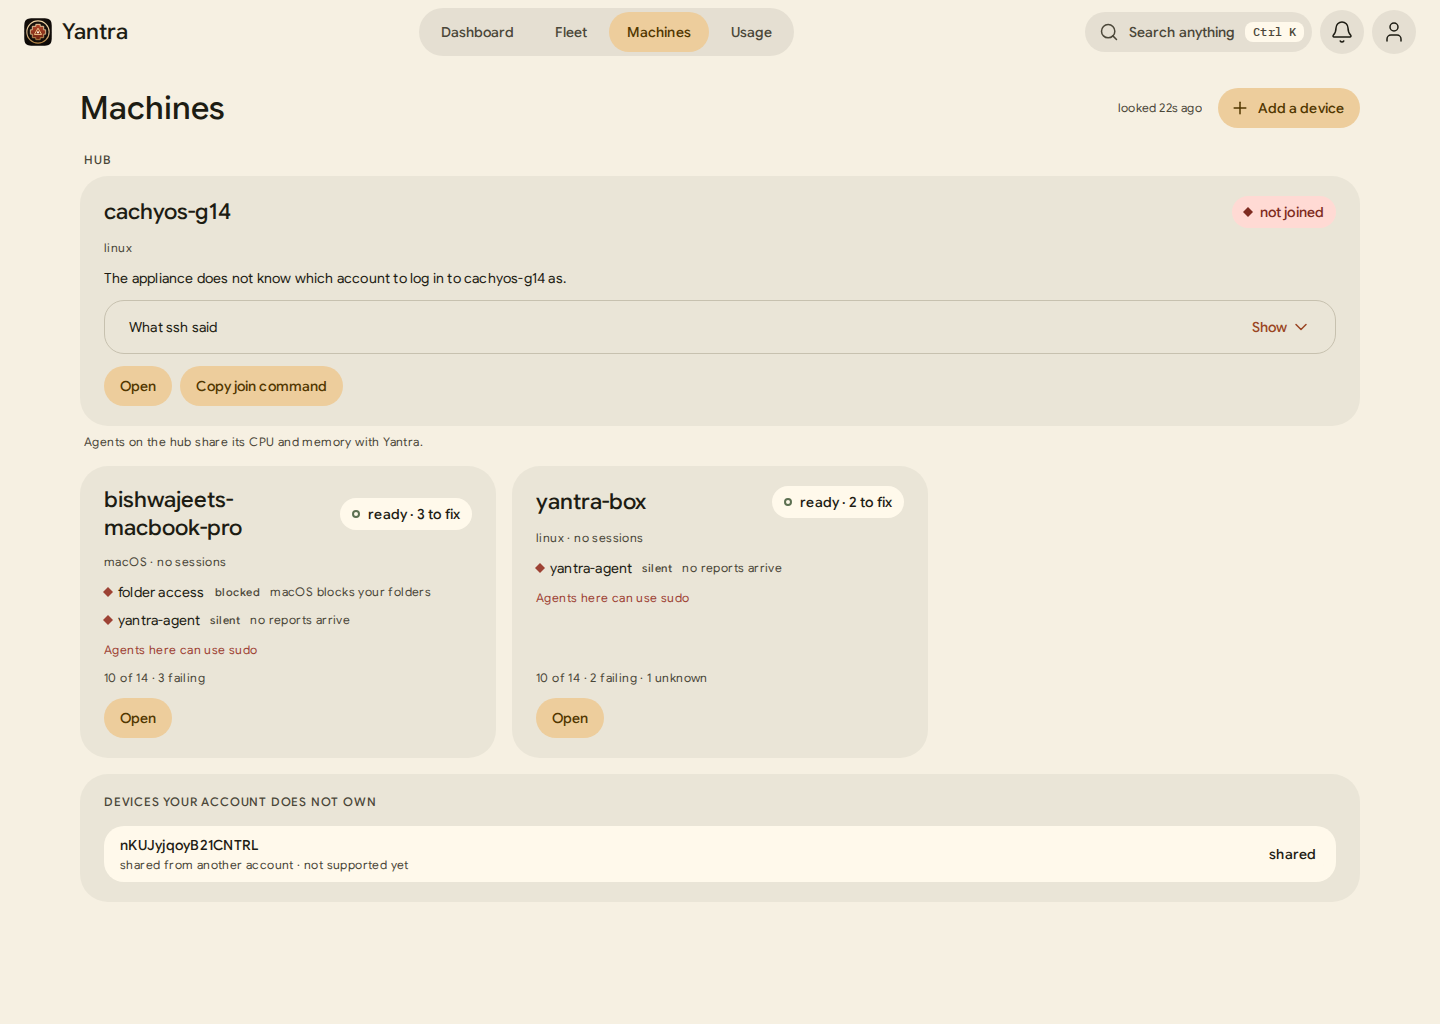 Yantra
Dashboard Fleet Machines Usage
Search anything Ctrl K
Machines
looked 22s ago
Add a device
HUB
cachyos-g14
not joined
linux
The appliance does not know which account to log in to cachyos-g14 as.
What ssh said
Show
Open Copy join command
Agents on the hub share its CPU and memory with Yantra.
bishwajeets-
macbook-pro
ready · 3 to fix
macOS · no sessions
folder access blocked macOS blocks your folders
yantra-agent silent no reports arrive
Agents here can use sudo
10 of 14 · 3 failing
Open
yantra-box
ready · 2 to fix
linux · no sessions
yantra-agent silent no reports arrive
Agents here can use sudo
10 of 14 · 2 failing · 1 unknown
Open
DEVICES YOUR ACCOUNT DOES NOT OWN
nKUJyjqoyB21CNTRL
shared from another account · not supported yet
shared